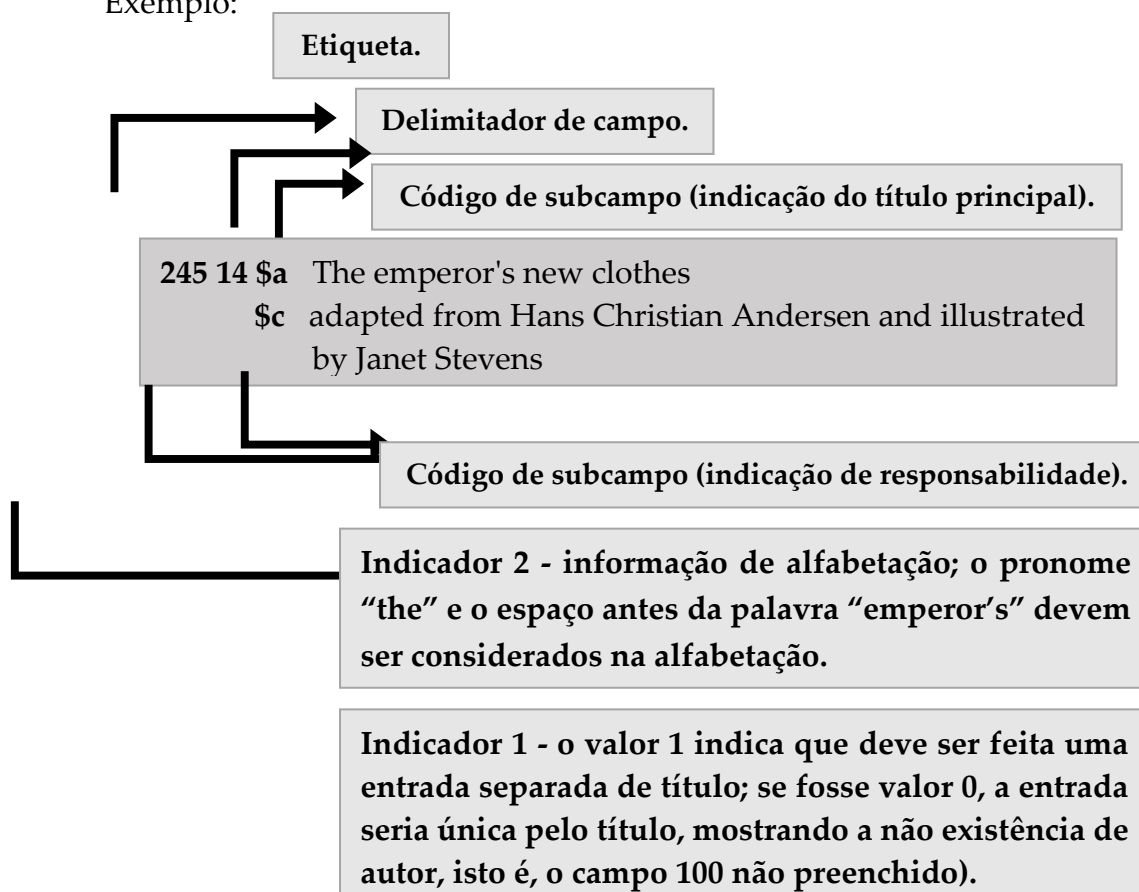 Exemplo:
Etiqueta.
Delimitador de campo.
Código de subcampo (indicação do título principal).
245 14 $a The emperor's new clothes
$c adapted from Hans Christian Andersen and illustrated
by Janet Stevens
Código de subcampo (indicação de responsabilidade).
Indicador 2 - informação de alfabetação; o pronome
“the” e o espaço antes da palavra “emperor’s” devem
ser considerados na alfabetação.
Indicador 1 - o valor 1 indica que deve ser feita uma
entrada separada de título; se fosse valor 0, a entrada
seria única pelo título, mostrando a não existência de
autor, isto é, o campo 100 não preenchido).